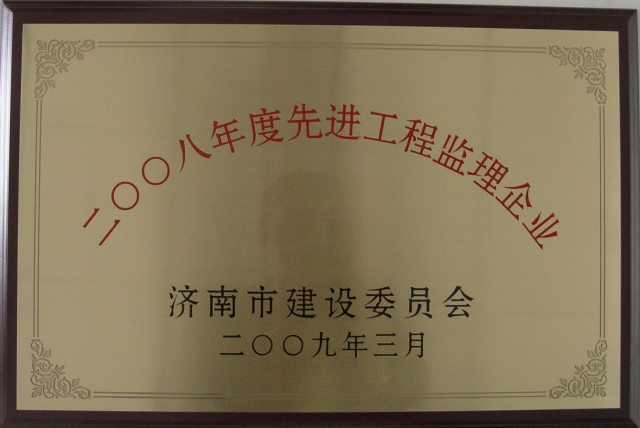 二〇〇八年度先进工程监理企业
济南市建设委员会
二〇〇九年三月